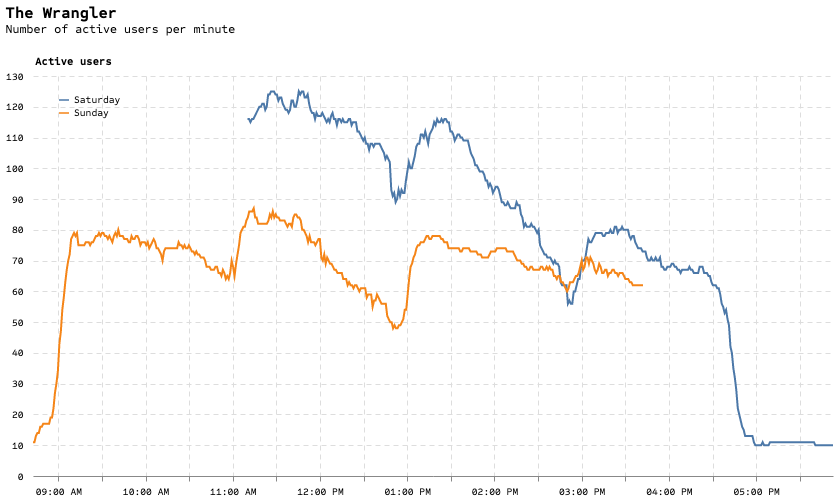 The Wrangler
Number of active users per minute
Active users
130
120
110
100
90
80
70
60
50
40
30
20
10
0
Saturday
Sunday
09:00 AM 10:00 AM 11:00 AM 12:00 PM 01:00 PM 02:00 PM 03:00 PM 04:00 PM 05:00 PM